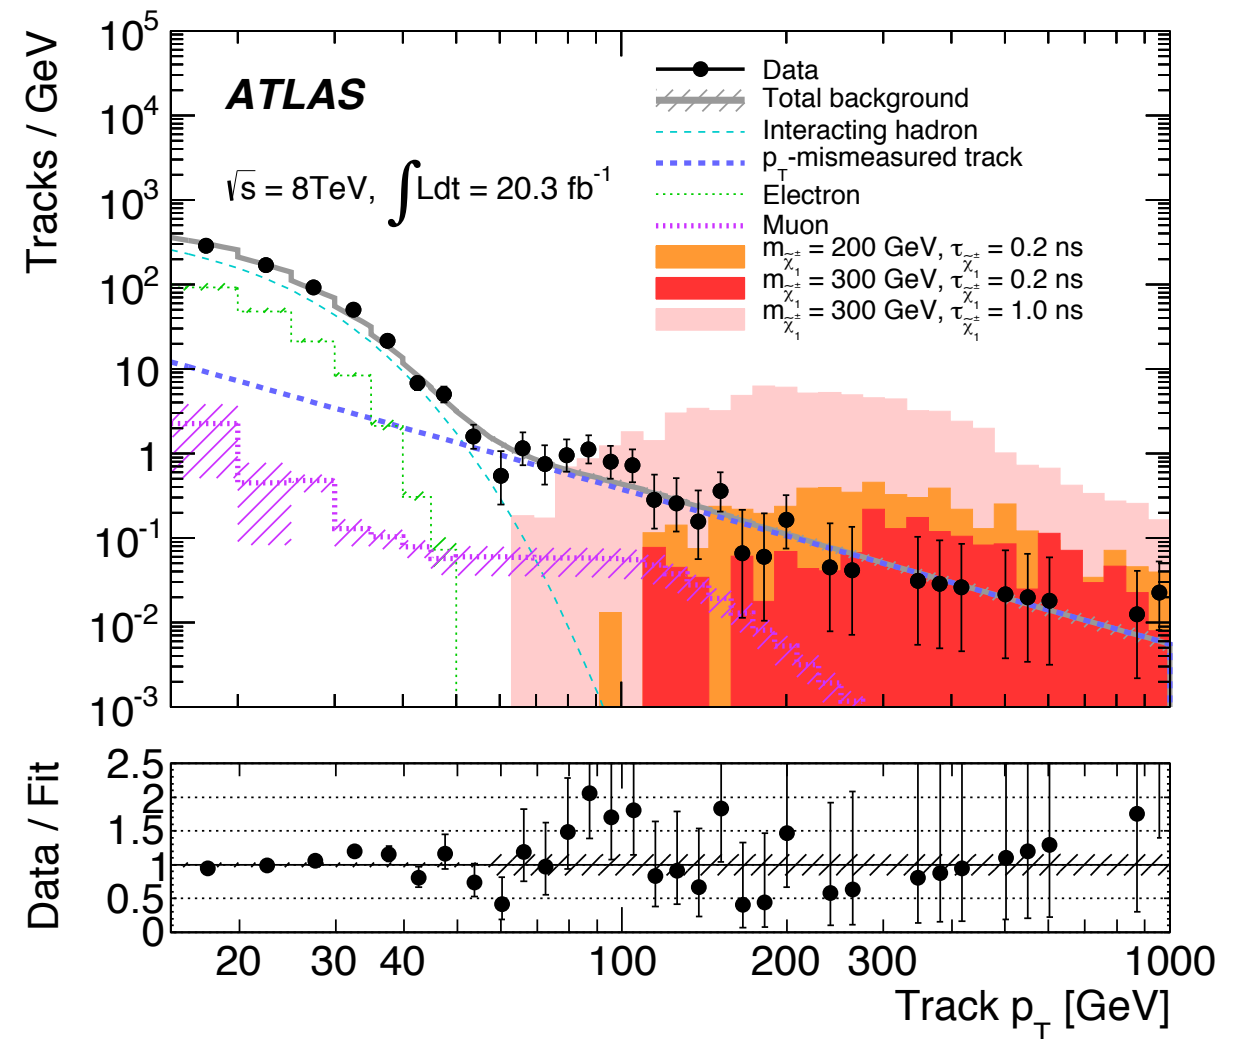 Tracks / GeV
10⁵
10⁴
10³
10²
10
1
10⁻¹
10⁻²
10⁻³
ATLAS
√s = 8TeV, ∫Ldt = 20.3 fb⁻¹
Data
Total background
Interacting hadron
p_T-mismeasured track
Electron
Muon
m_χ̃₁± = 200 GeV, τ_χ̃₁± = 0.2 ns
m_χ̃₁± = 300 GeV, τ_χ̃₁± = 0.2 ns
m_χ̃₁± = 300 GeV, τ_χ̃₁± = 1.0 ns
Data / Fit
2.5
2
1.5
1
0.5
0
20 30 40 100 200 300 1000
Track p_T [GeV]